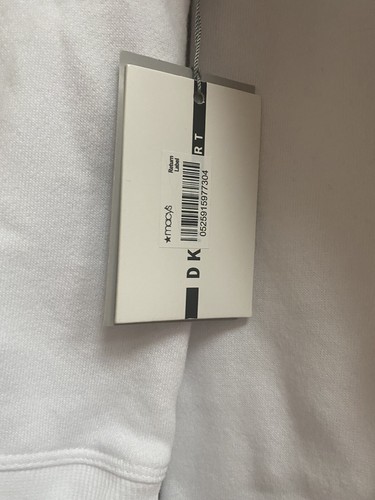 DK RT
★macy's
Return
Label
0525915977304